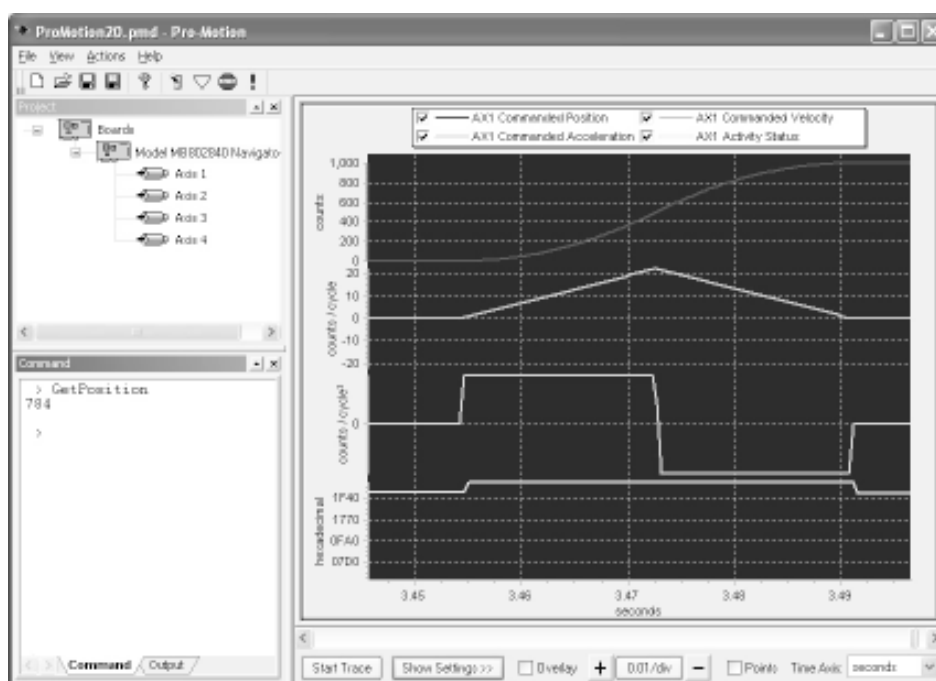 ProMotion20.pmd - Pro-Motion
File View Actions Help
Project
Boards
Model MB802840 Navigato
Axis 1
Axis 2
Axis 3
Axis 4
Command
> GetPosition
784
>
Command Output
AX1 Commanded Position AX1 Commanded Velocity
AX1 Commanded Acceleration AX1 Activity Status
1,000
800
600
400
200
0
counts
20
10
0
-10
-20
counts / cycle
0
counts / cycle²
1F40
1770
0FA0
07D0
hexadecimal
3.45 3.46 3.47 3.48 3.49
seconds
Start Trace Show Settings >> Overlay + 0.01/div - Points Time Axis: seconds